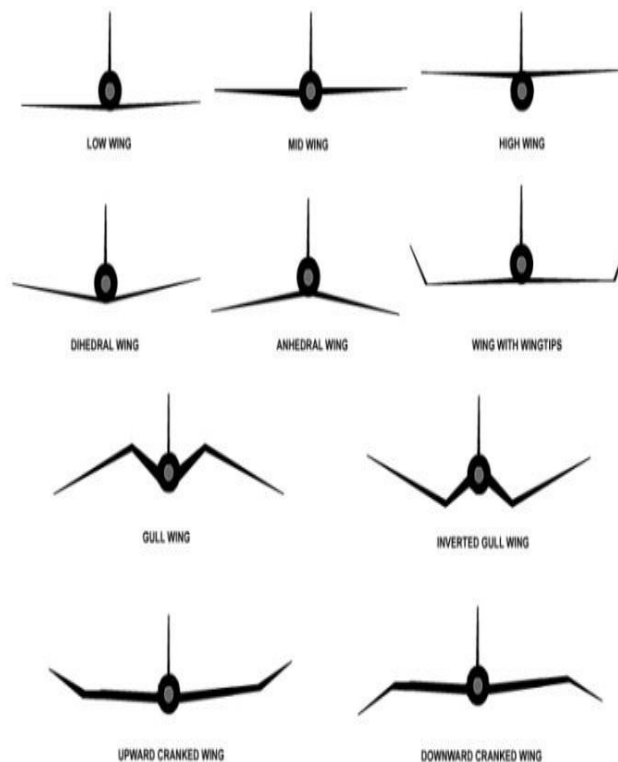 LOW WING
MID WING
HIGH WING
DIHEDRAL WING
ANHEDRAL WING
WING WITH WINGTIPS
GULL WING
INVERTED GULL WING
UPWARD CRANKED WING
DOWNWARD CRANKED WING